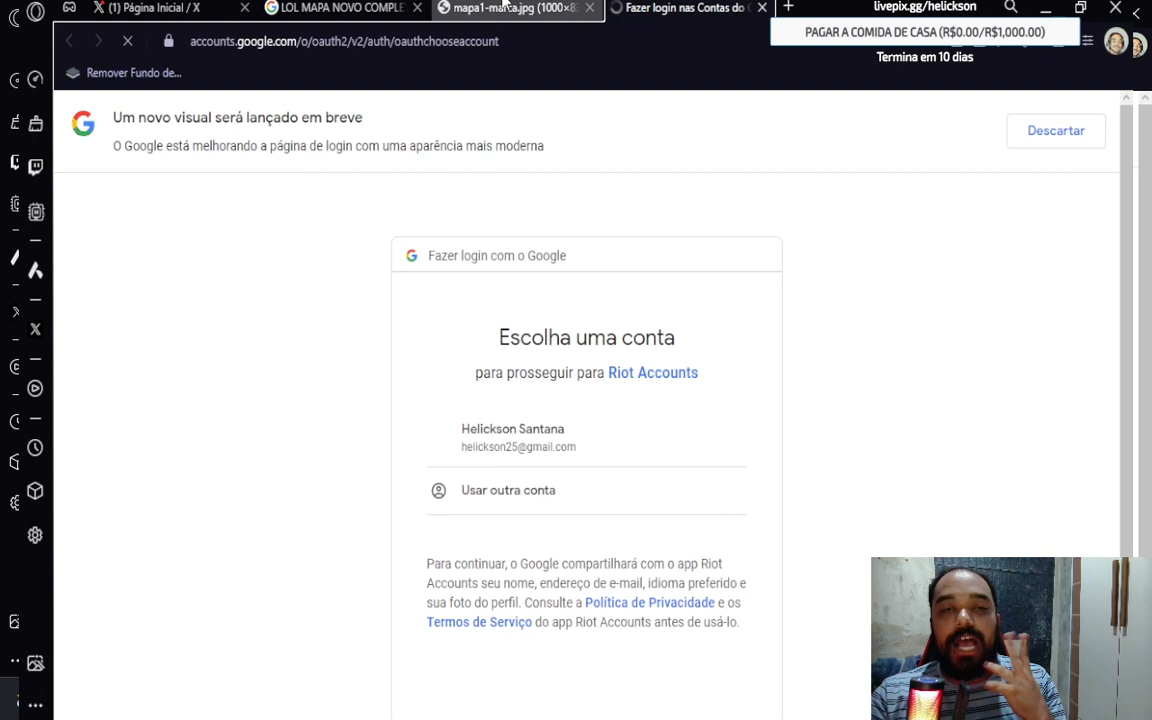 (1) Página Inicial / X
LOL MAPA NOVO COMPLE
mapa1-marca.jpg (1000×8
Fazer login nas Contas do
livepix.gg/helickson
accounts.google.com/o/oauth2/v2/auth/oauthchooseaccount
PAGAR A COMIDA DE CASA (R$0.00/R$1,000.00)
Termina em 10 dias
Remover Fundo de...
Um novo visual será lançado em breve
O Google está melhorando a página de login com uma aparência mais moderna
Descartar
Fazer login com o Google
Escolha uma conta
para prosseguir para Riot Accounts
Helickson Santana
helickson25@gmail.com
Usar outra conta
Para continuar, o Google compartilhará com o app Riot
Accounts seu nome, endereço de e-mail, idioma preferido e
sua foto do perfil. Consulte a Política de Privacidade e os
Termos de Serviço do app Riot Accounts antes de usá-lo.